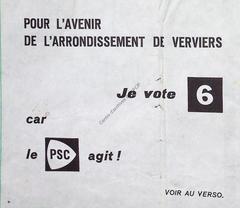 POUR L'AVENIR
DE L'ARRONDISSEMENT DE VERVIERS
Je vote 6
car
le PSC agit !
VOIR AU VERSO.